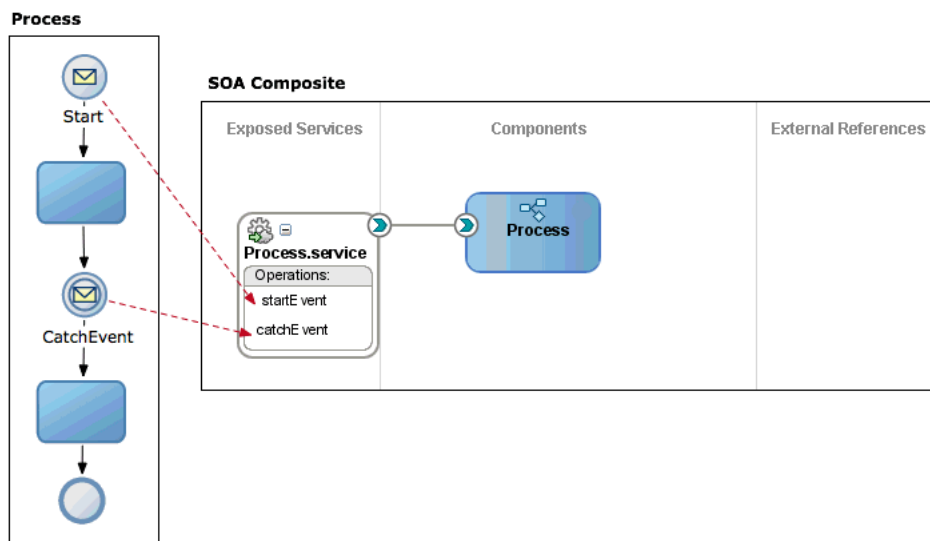 Process
Start
CatchEvent
SOA Composite
Exposed Services
Components
External References
Process.service
Operations:
startE vent
catchE vent
Process